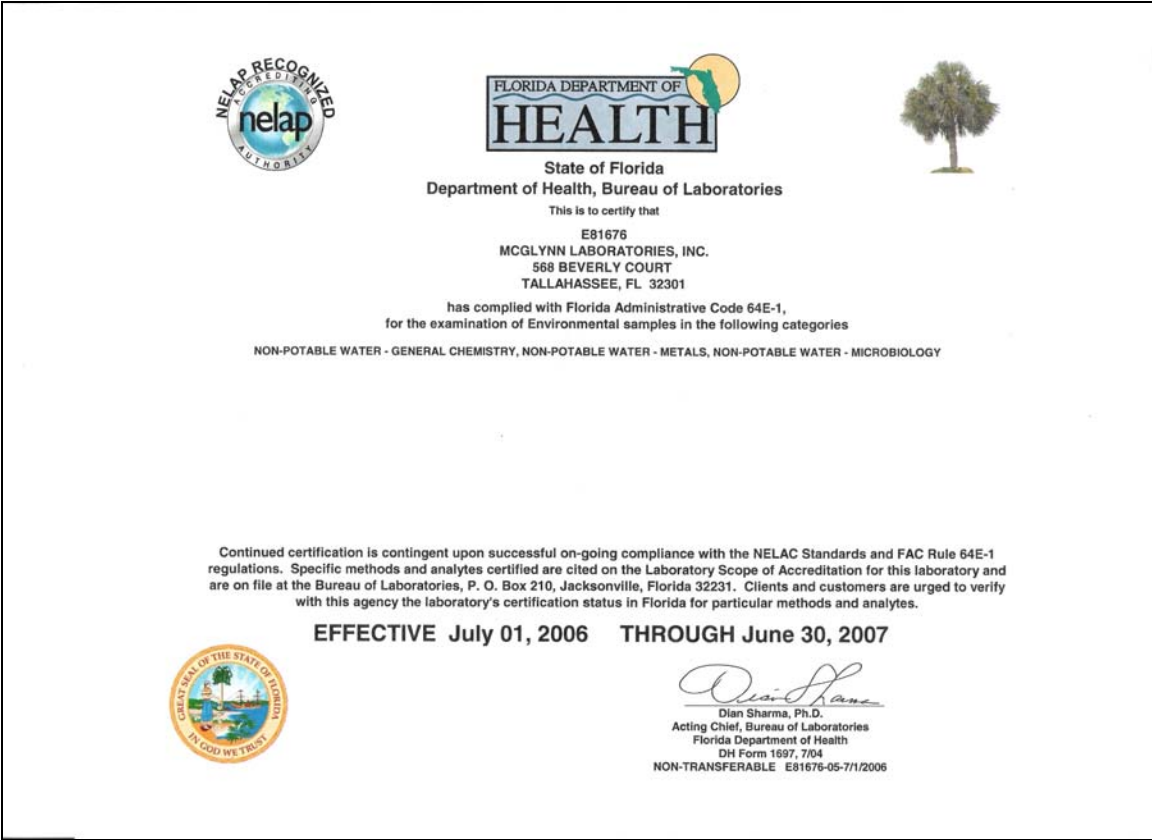 NELAP RECOGNIZED
ACCREDITING
nelap
AUTHORITY
FLORIDA DEPARTMENT OF
HEALTH
State of Florida
Department of Health, Bureau of Laboratories
This is to certify that
E81676
MCGLYNN LABORATORIES, INC.
568 BEVERLY COURT
TALLAHASSEE, FL 32301
has complied with Florida Administrative Code 64E-1,
for the examination of Environmental samples in the following categories
NON-POTABLE WATER - GENERAL CHEMISTRY, NON-POTABLE WATER - METALS, NON-POTABLE WATER - MICROBIOLOGY
Continued certification is contingent upon successful on-going compliance with the NELAC Standards and FAC Rule 64E-1
regulations. Specific methods and analytes certified are cited on the Laboratory Scope of Accreditation for this laboratory and
are on file at the Bureau of Laboratories, P. O. Box 210, Jacksonville, Florida 32231. Clients and customers are urged to verify
with this agency the laboratory's certification status in Florida for particular methods and analytes.
EFFECTIVE July 01, 2006 THROUGH June 30, 2007
GREAT SEAL OF THE STATE OF FLORIDA
IN GOD WE TRUST
Dian Sharma
Dian Sharma, Ph.D.
Acting Chief, Bureau of Laboratories
Florida Department of Health
DH Form 1697, 7/04
NON-TRANSFERABLE E81676-05-7/1/2006